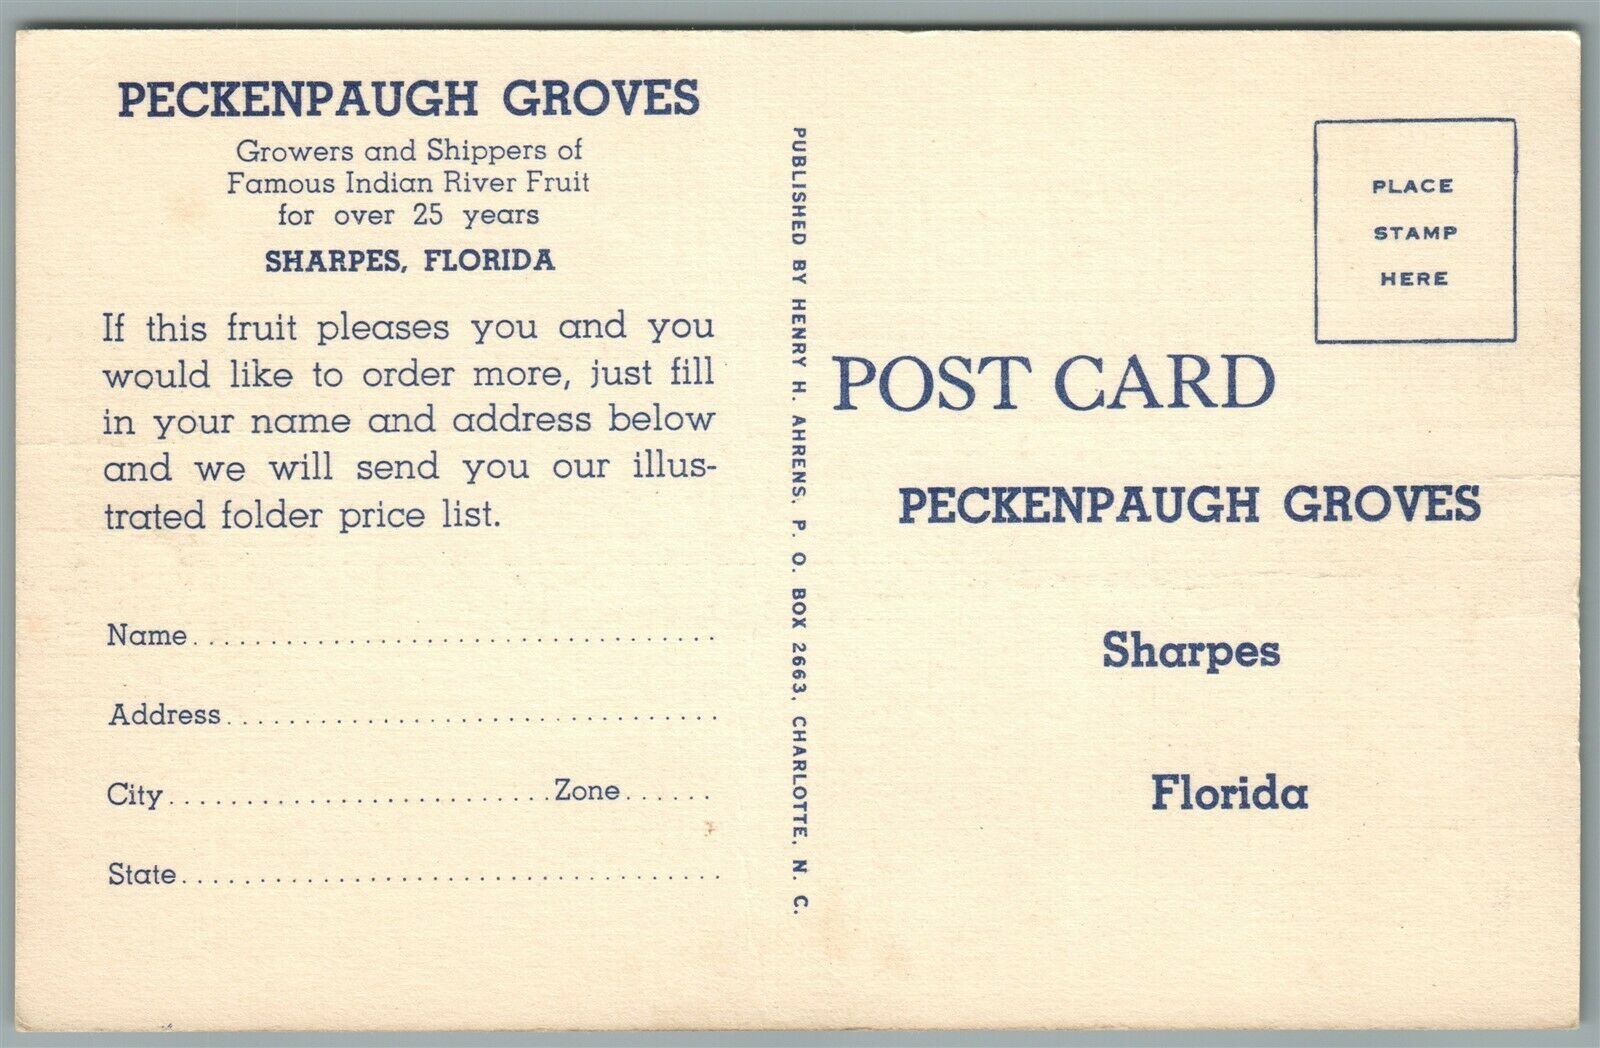 PECKENPAUGH GROVES
Growers and Shippers of
Famous Indian River Fruit
for over 25 years
SHARPES, FLORIDA
If this fruit pleases you and you
would like to order more, just fill
in your name and address below
and we will send you our illus-
trated folder price list.
Name
Address
City Zone
State
PUBLISHED BY HENRY H. AHRENS, P. O. BOX 2663, CHARLOTTE, N. C.
PLACE
STAMP
HERE
POST CARD
PECKENPAUGH GROVES
Sharpes
Florida